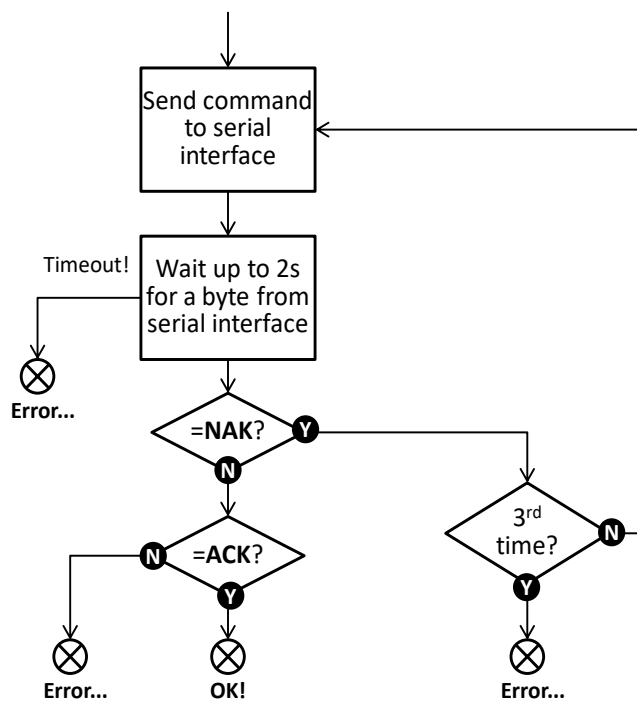 Send command
to serial
interface
Timeout!
Wait up to 2s
for a byte from
serial interface
Error...
=NAK?
Y
N
3rd
time?
N
=ACK?
N
Y
Y
Error...
OK!
Error...